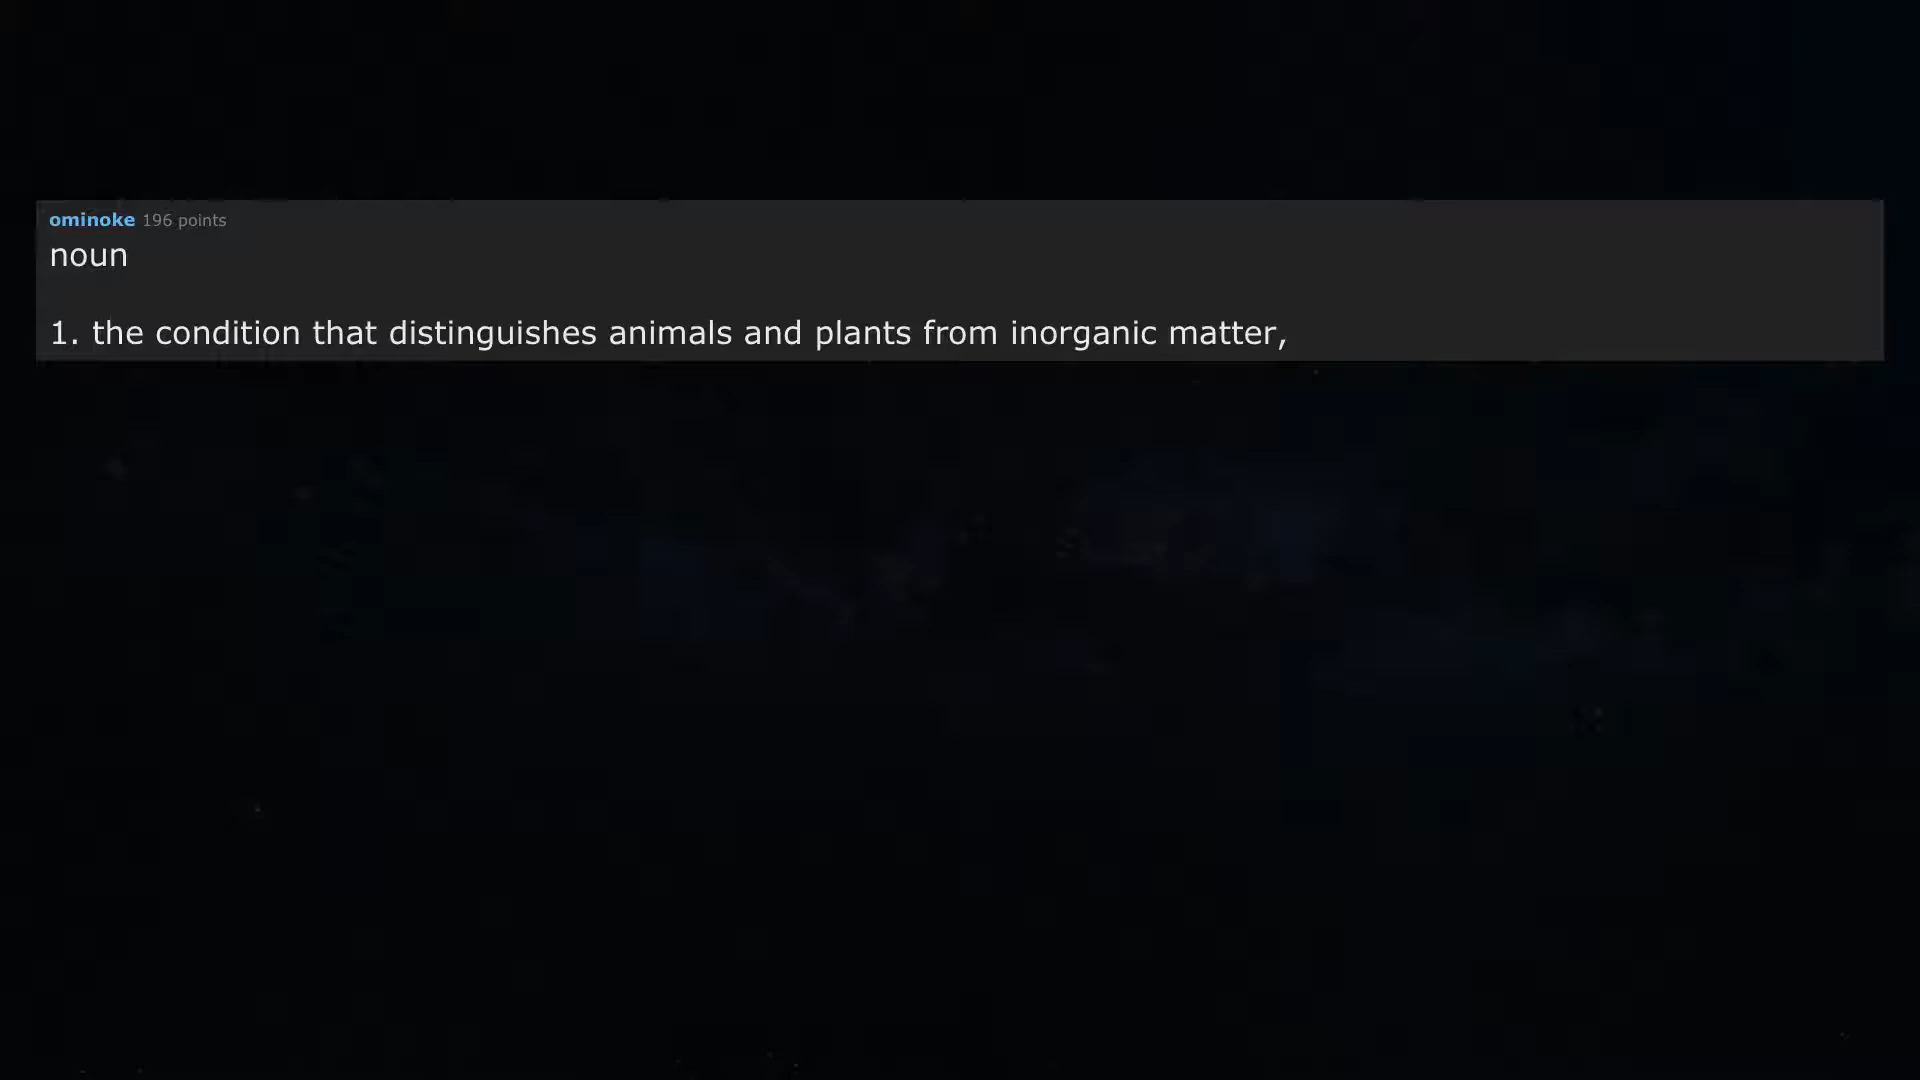 ominoke 196 points
noun
1. the condition that distinguishes animals and plants from inorganic matter,